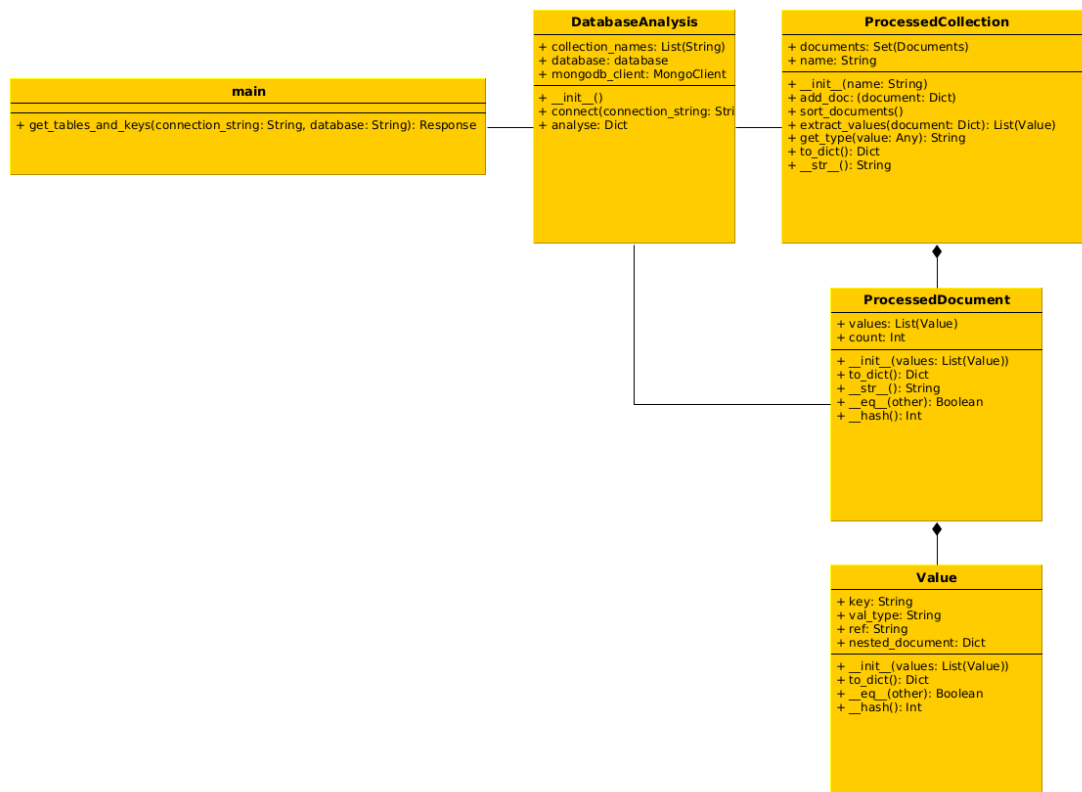 main
+ get_tables_and_keys(connection_string: String, database: String): Response
DatabaseAnalysis
+ collection_names: List(String)
+ database: database
+ mongodb_client: MongoClient
+ __init__()
+ connect(connection_string: Stri
+ analyse: Dict
ProcessedCollection
+ documents: Set(Documents)
+ name: String
+ __init__(name: String)
+ add_doc: (document: Dict)
+ sort_documents()
+ extract_values(document: Dict): List(Value)
+ get_type(value: Any): String
+ to_dict(): Dict
+ __str__(): String
ProcessedDocument
+ values: List(Value)
+ count: Int
+ __init__(values: List(Value))
+ to_dict(): Dict
+ __str__(): String
+ __eq__(other): Boolean
+ __hash(): Int
Value
+ key: String
+ val_type: String
+ ref: String
+ nested_document: Dict
+ __init__(values: List(Value))
+ to_dict(): Dict
+ __eq__(other): Boolean
+ __hash(): Int